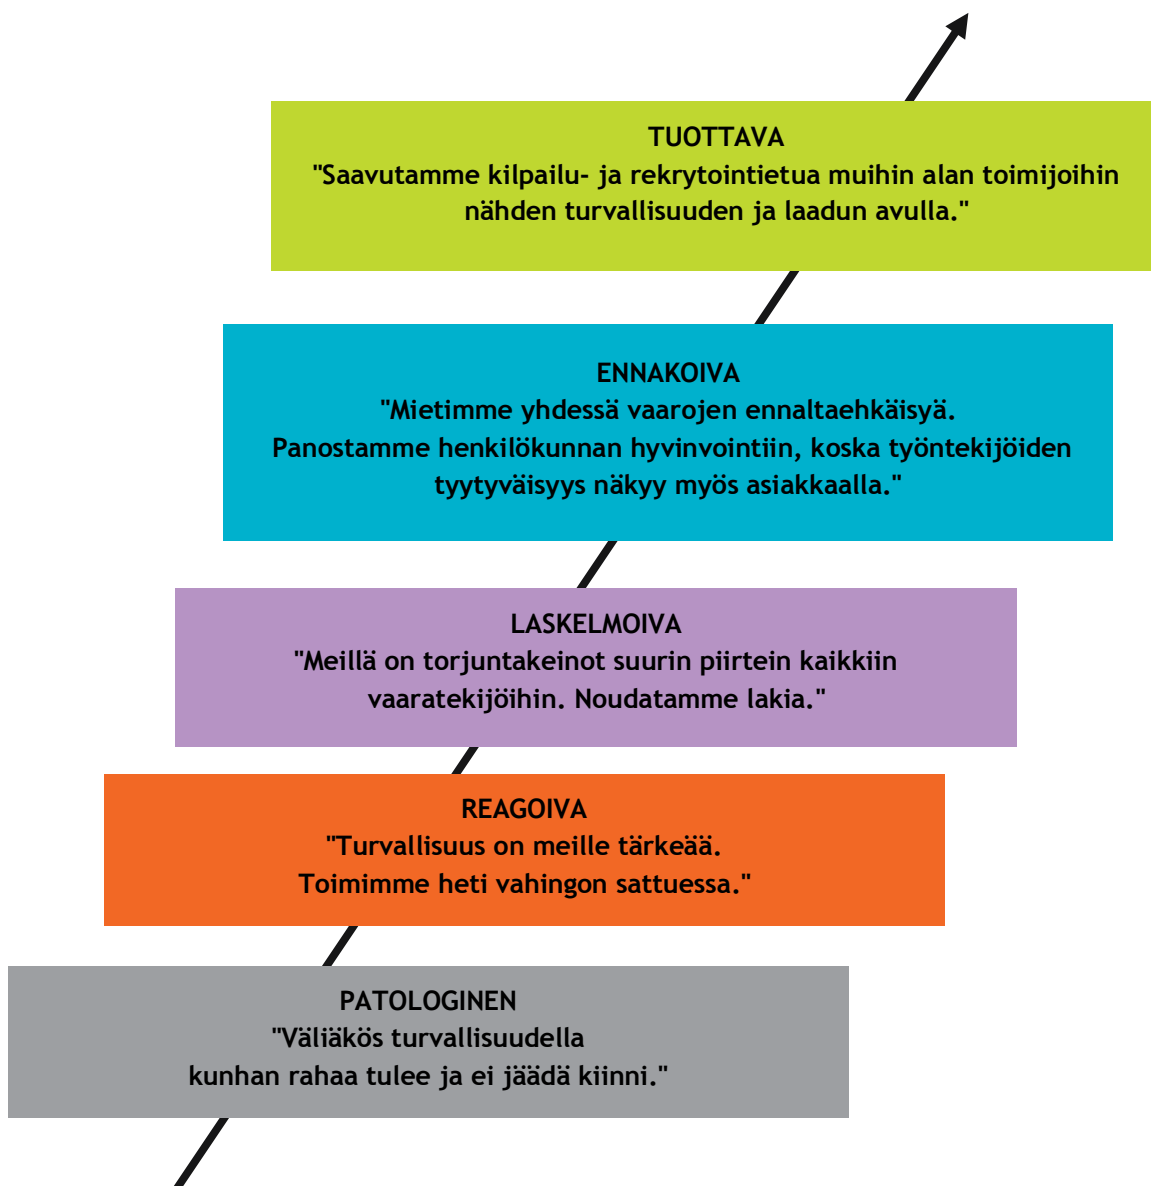 TUOTTAVA
"Saavutamme kilpailu- ja rekrytointietua muihin alan toimijoihin
nähden turvallisuuden ja laadun avulla."
ENNAKOIVA
"Mietimme yhdessä vaarojen ennaltaehkäisyä.
Panostamme henkilökunnan hyvinvointiin, koska työntekijöiden
tyytyväisyys näkyy myös asiakkaalla."
LASKELMOIVA
"Meillä on torjuntakeinot suurin piirtein kaikkiin
vaaratekijöihin. Noudatamme lakia."
REAGOIVA
"Turvallisuus on meille tärkeää.
Toimimme heti vahingon sattuessa."
PATOLOGINEN
"Väliäkös turvallisuudella
kunhan rahaa tulee ja ei jäädä kiinni."